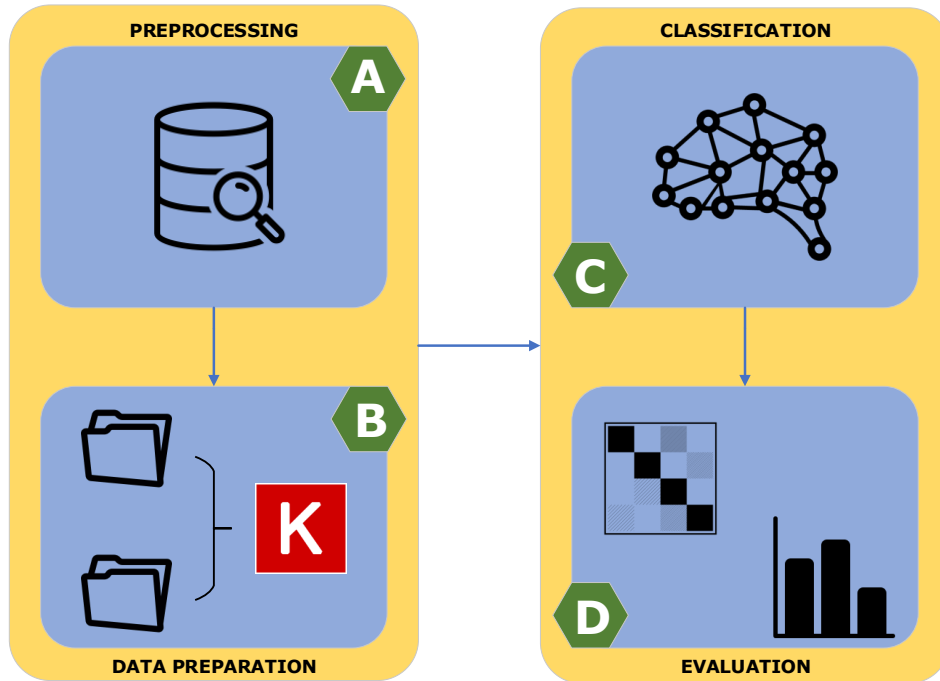 PREPROCESSING
A
B
K
DATA PREPARATION
CLASSIFICATION
C
D
EVALUATION